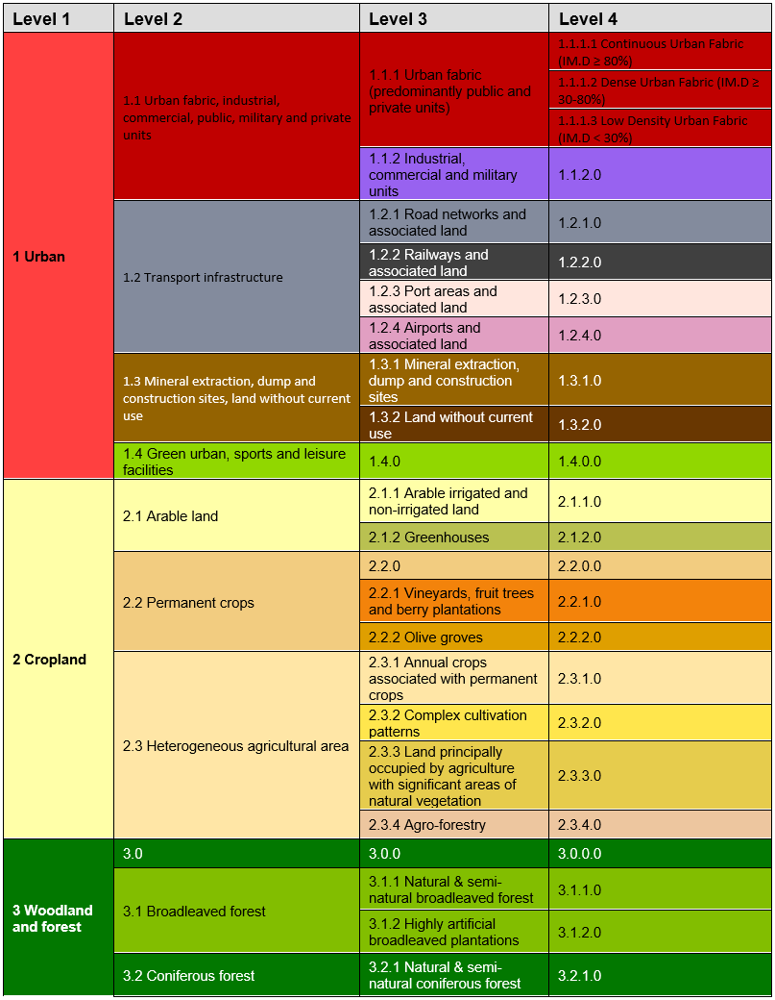 Level 1
Level 2
Level 3
Level 4
1 Urban
1.1 Urban fabric, industrial,
commercial, public, military and private
units
1.1.1 Urban fabric
(predominantly public and
private units)
1.1.1.1 Continuous Urban Fabric
(IM.D ≥ 80%)
1.1.1.2 Dense Urban Fabric (IM.D ≥
30-80%)
1.1.1.3 Low Density Urban Fabric
(IM.D < 30%)
1.1.2 Industrial,
commercial and military
units
1.1.2.0
1.2 Transport infrastructure
1.2.1 Road networks and
associated land
1.2.1.0
1.2.2 Railways and
associated land
1.2.2.0
1.2.3 Port areas and
associated land
1.2.3.0
1.2.4 Airports and
associated land
1.2.4.0
1.3 Mineral extraction, dump and
construction sites, land without current
use
1.3.1 Mineral extraction,
dump and construction
sites
1.3.1.0
1.3.2 Land without current
use
1.3.2.0
1.4 Green urban, sports and leisure
facilities
1.4.0
1.4.0.0
2 Cropland
2.1 Arable land
2.1.1 Arable irrigated and
non-irrigated land
2.1.1.0
2.1.2 Greenhouses
2.1.2.0
2.2 Permanent crops
2.2.0
2.2.0.0
2.2.1 Vineyards, fruit trees
and berry plantations
2.2.1.0
2.2.2 Olive groves
2.2.2.0
2.3 Heterogeneous agricultural area
2.3.1 Annual crops
associated with permanent
crops
2.3.1.0
2.3.2 Complex cultivation
patterns
2.3.2.0
2.3.3 Land principally
occupied by agriculture
with significant areas of
natural vegetation
2.3.3.0
2.3.4 Agro-forestry
2.3.4.0
3 Woodland
and forest
3.0
3.0.0
3.0.0.0
3.1 Broadleaved forest
3.1.1 Natural & semi-
natural broadleaved forest
3.1.1.0
3.1.2 Highly artificial
broadleaved plantations
3.1.2.0
3.2 Coniferous forest
3.2.1 Natural & semi-
natural coniferous forest
3.2.1.0